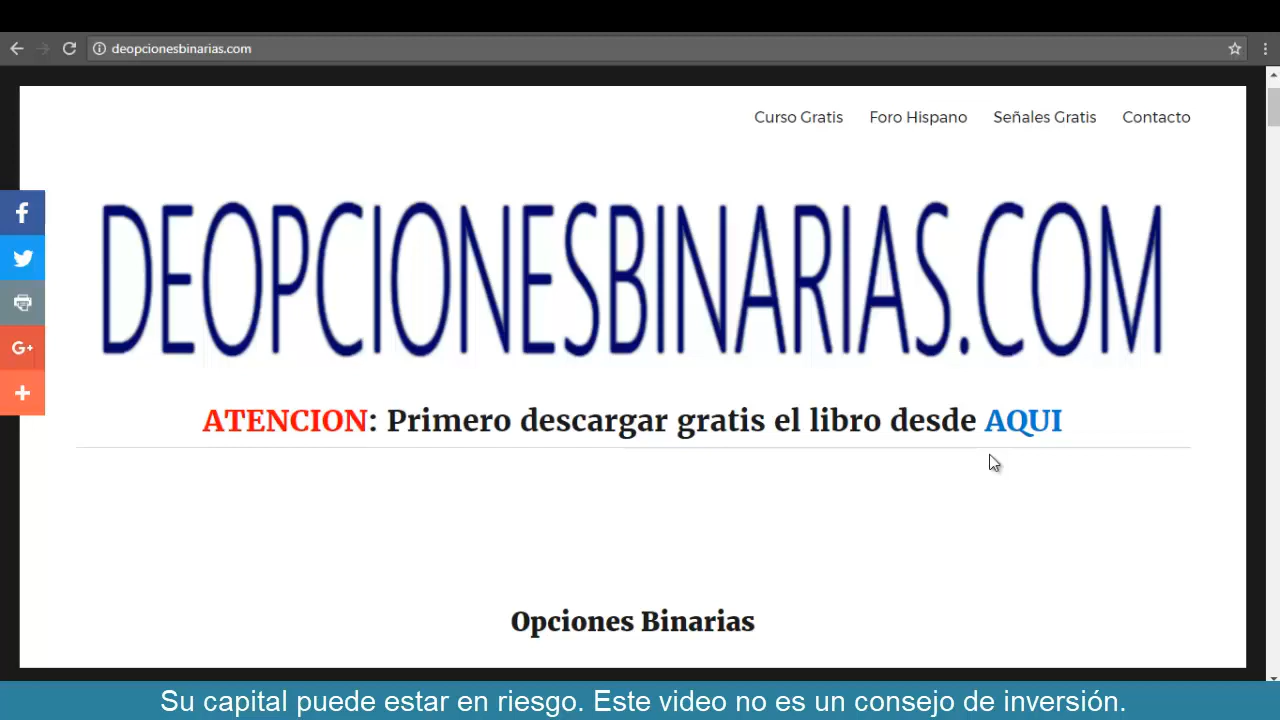 deopcionesbinarias.com
Curso Gratis Foro Hispano Señales Gratis Contacto
DEOPCIONESBINARIAS.COM
ATENCION: Primero descargar gratis el libro desde AQUI
G+
Opciones Binarias
Su capital puede estar en riesgo. Este video no es un consejo de inversión.